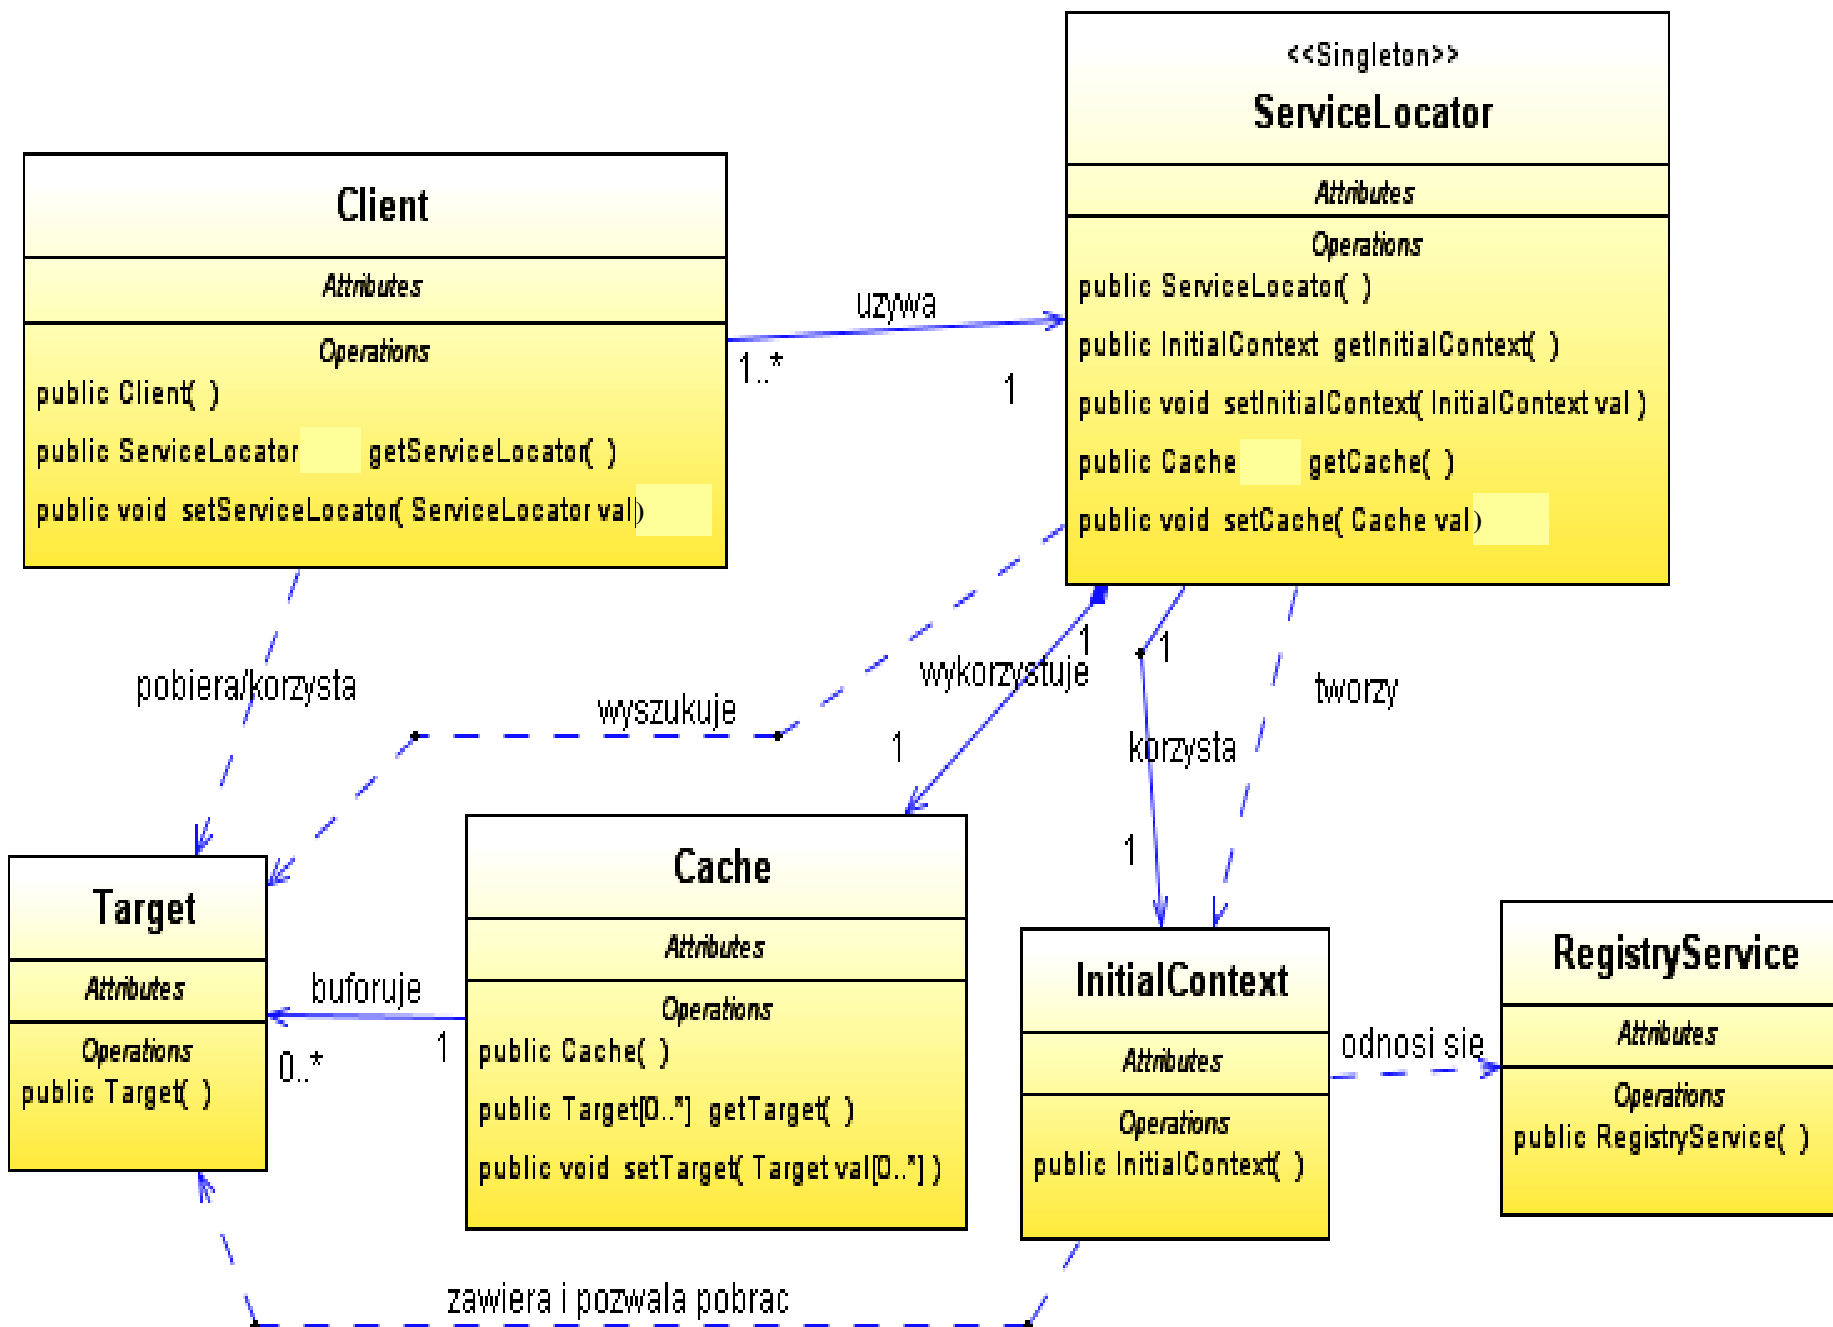 <<Singleton>>
ServiceLocator
Attributes
Operations
public ServiceLocator( )
public InitialContext getInitialContext( )
public void setInitialContext( InitialContext val )
public Cache getCache( )
public void setCache( Cache val)
Client
Attributes
Operations
public Client( )
public ServiceLocator getServiceLocator( )
public void setServiceLocator( ServiceLocator val)
uzywa
1..*
1
pobiera/korzysta
wyszukuje
wykorzystuje
1
1
1
korzysta
1
tworzy
Target
Attributes
Operations
public Target( )
buforuje
0..*
1
Cache
Attributes
Operations
public Cache( )
public Target[0..*] getTarget( )
public void setTarget( Target val[0..*] )
InitialContext
Attributes
Operations
public InitialContext( )
odnosi się
RegistryService
Attributes
Operations
public RegistryService( )
zawiera i pozwala pobrac